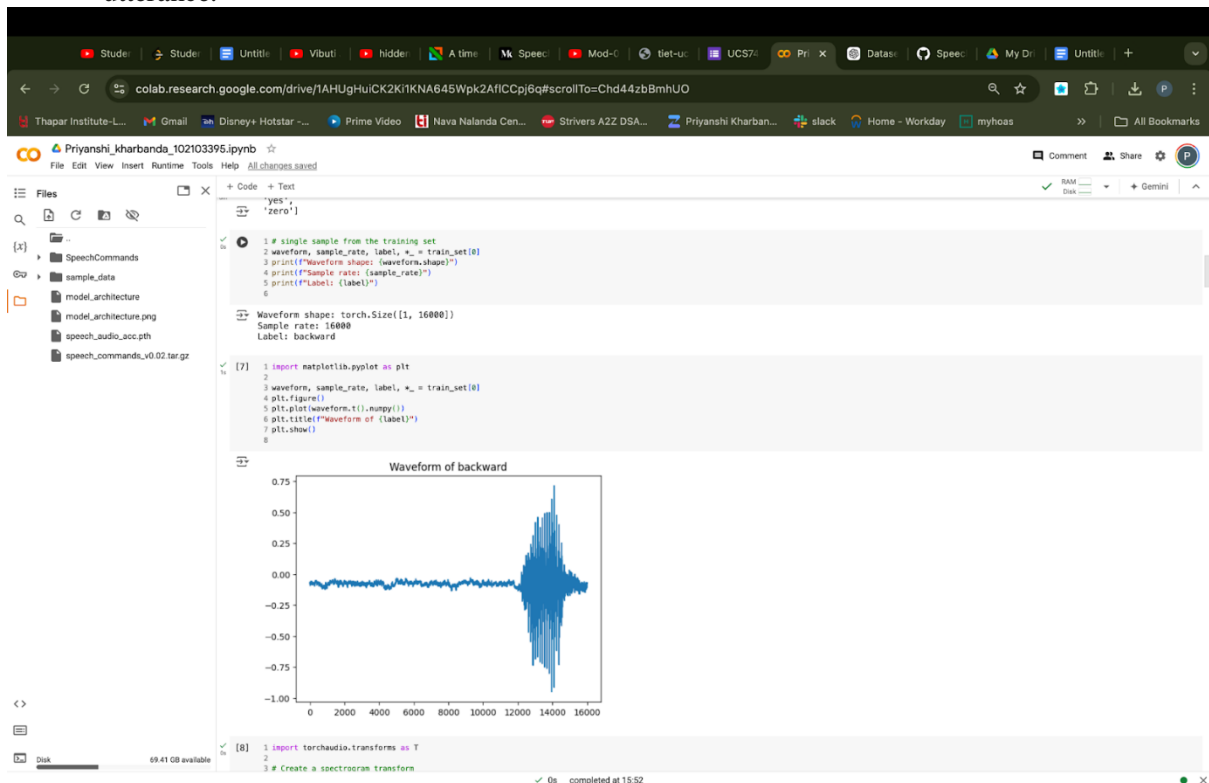 utterance.
Studer
Studer
Untitle
Vibuti
hidder
A time
Speec
Mod-0
tiet-uc
UCS74
Pri
Datase
Speec
My Dri
Untitle
colab.research.google.com/drive/1AHUgHuiCK2Ki1KNA645Wpk2AflCCpj6q#scrollTo=Chd44zbBmhUO
Thapar Institute-L...
Gmail
Disney+ Hotstar -...
Prime Video
Nava Nalanda Cen...
Strivers A2Z DSA...
Priyanshi Kharban...
slack
Home - Workday
myhoas
All Bookmarks
Priyanshi_kharbanda_102103395.ipynb
File Edit View Insert Runtime Tools Help All changes saved
Comment
Share
P
Files
+ Code + Text
RAM
Disk
+ Gemini
..
SpeechCommands
sample_data
model_architecture
model_architecture.png
speech_audio_acc.pth
speech_commands_v0.02.tar.gz
'yes',
'zero']
0s
1 # single sample from the training set
2 waveform, sample_rate, label, *_ = train_set[0]
3 print(f"Waveform shape: {waveform.shape}")
4 print(f"Sample rate: {sample_rate}")
5 print(f"Label: {label}")
6
Waveform shape: torch.Size([1, 16000])
Sample rate: 16000
Label: backward
[7]
1s
1 import matplotlib.pyplot as plt
2
3 waveform, sample_rate, label, *_ = train_set[0]
4 plt.figure()
5 plt.plot(waveform.t().numpy())
6 plt.title(f"Waveform of {label}")
7 plt.show()
8
Waveform of backward
0.75
0.50
0.25
0.00
−0.25
−0.50
−0.75
−1.00
0 2000 4000 6000 8000 10000 12000 14000 16000
[8]
0s
1 import torchaudio.transforms as T
2
3 # Create a spectrogram transform
Disk 69.41 GB available
0s completed at 15:52